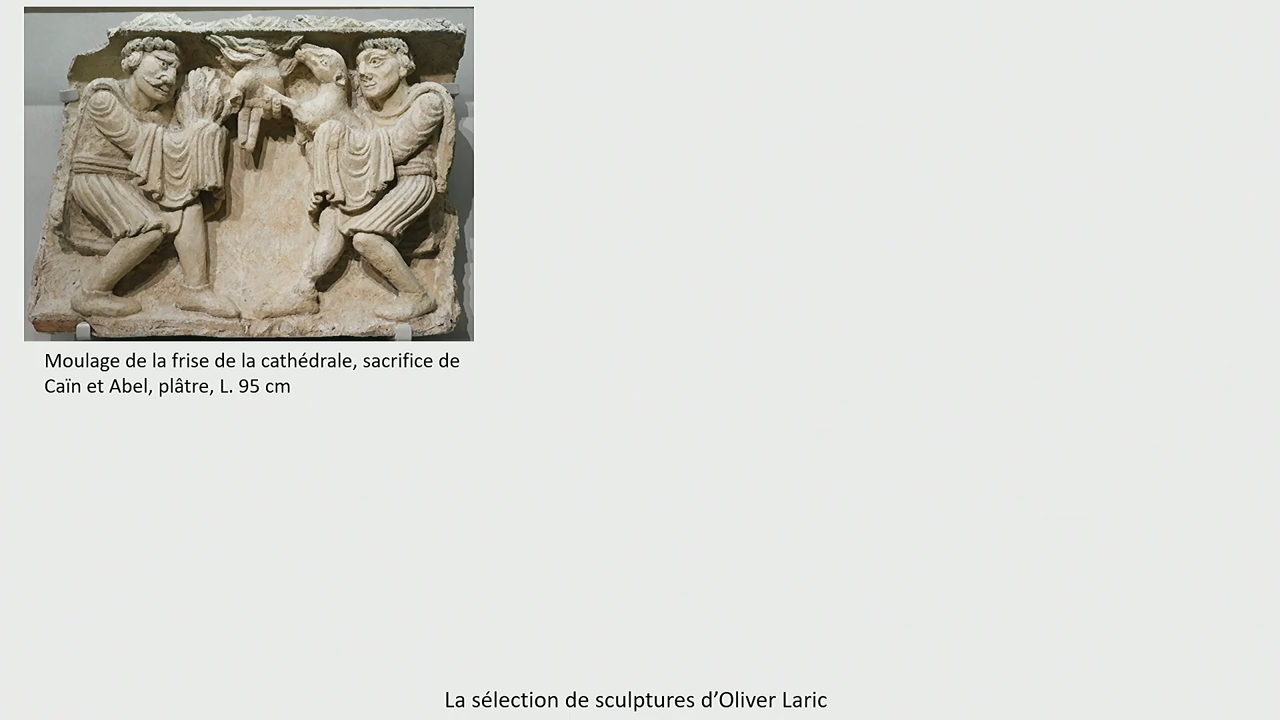 Moulage de la frise de la cathédrale, sacrifice de
Caïn et Abel, plâtre, L. 95 cm
La sélection de sculptures d’Oliver Laric